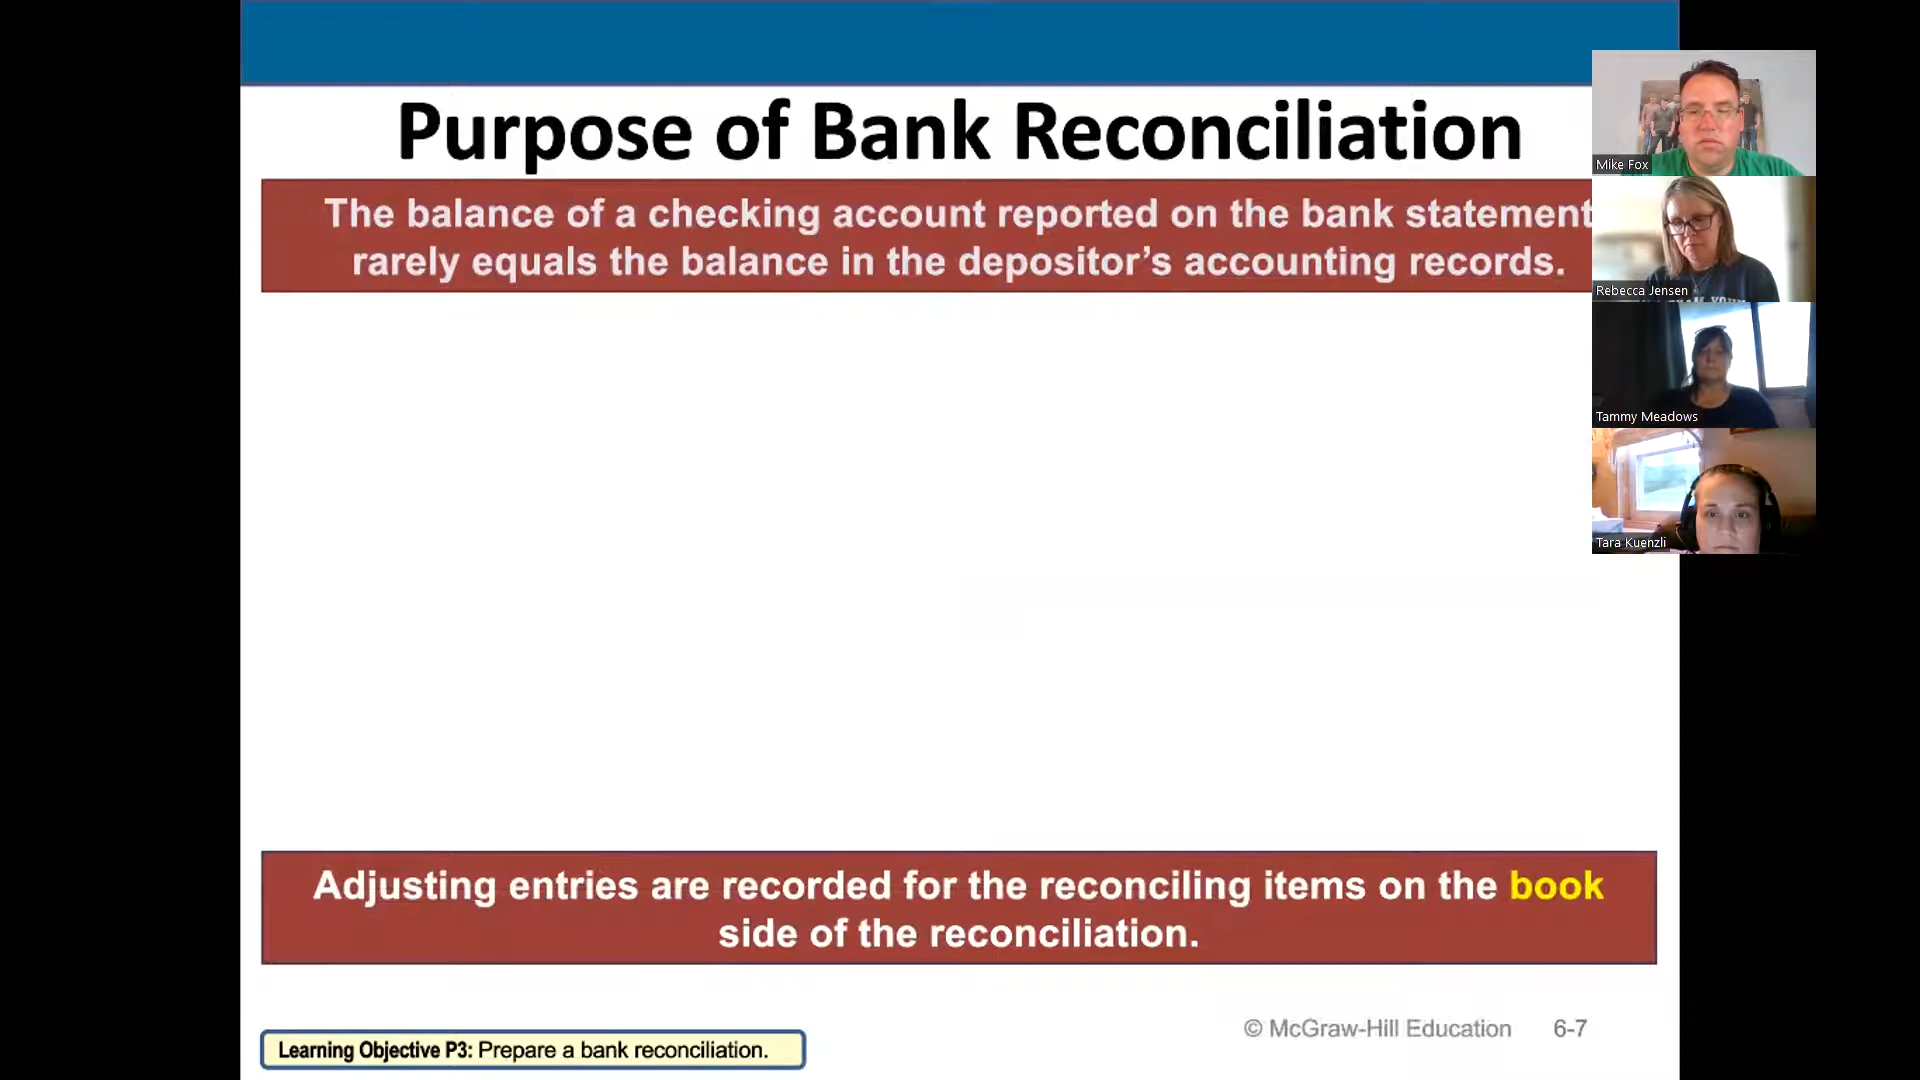 Purpose of Bank Reconciliation
The balance of a checking account reported on the bank statement
rarely equals the balance in the depositor's accounting records.
Mike Fox
Rebecca Jensen
Tammy Meadows
Tara Kuenzli
Adjusting entries are recorded for the reconciling items on the book
side of the reconciliation.
© McGraw-Hill Education 6-7
Learning Objective P3: Prepare a bank reconciliation.